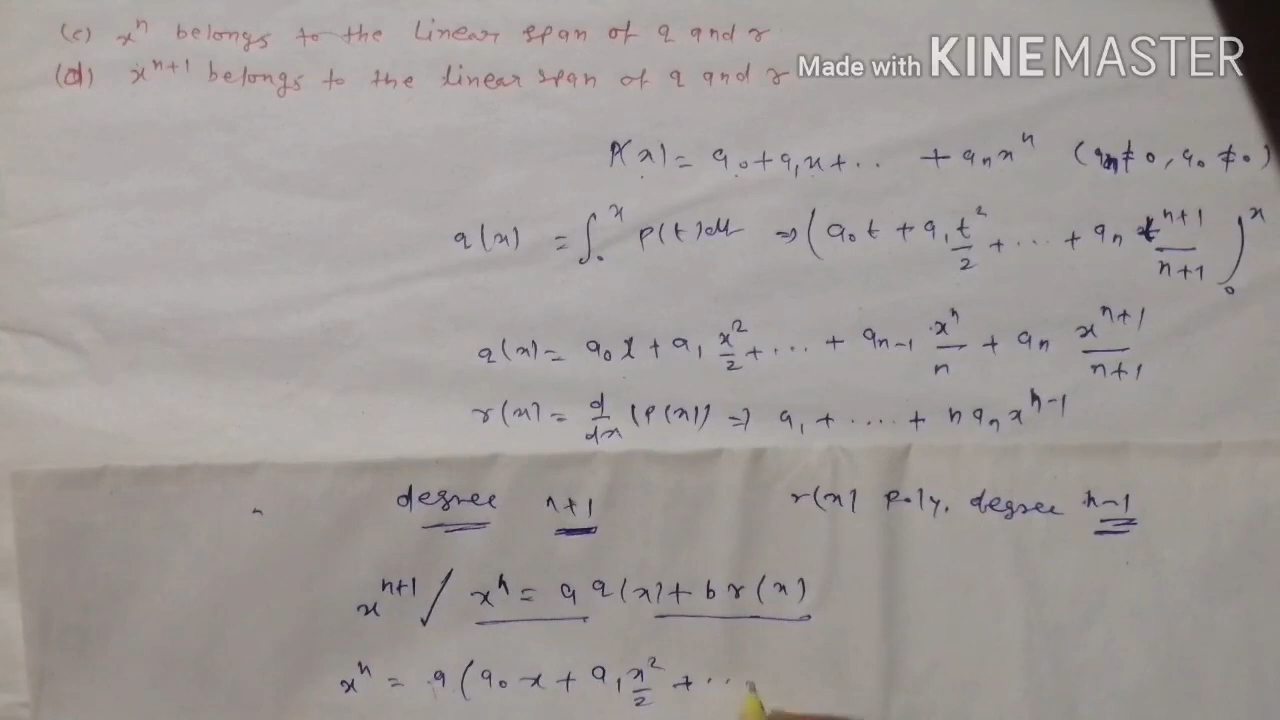 (c) xⁿ belongs to the linear span of q and r
(d) xⁿ⁺¹ belongs to the linear span of q and r
Made with KINEMASTER
P(x) = a₀ + a₁x + .. + aₙxⁿ (aₙ ≠ 0, a₀ ≠ 0)
q(x) = ∫₀ˣ P(t) dt ⇒ (a₀t + a₁ t²/2 + ... + aₙ tⁿ⁺¹/n+1)₀ˣ
q(x) = a₀x + a₁ x²/2 + ... + aₙ₋₁ xⁿ/n + aₙ xⁿ⁺¹/n+1
r(x) = d/dx (P(x)) ⇒ a₁ + .... + n aₙ xⁿ⁻¹
degree n+1 r(x) Poly. degree n-1
xⁿ⁺¹ / xⁿ = a q(x) + b r(x)
xⁿ = a (a₀x + a₁ x²/2 + ...